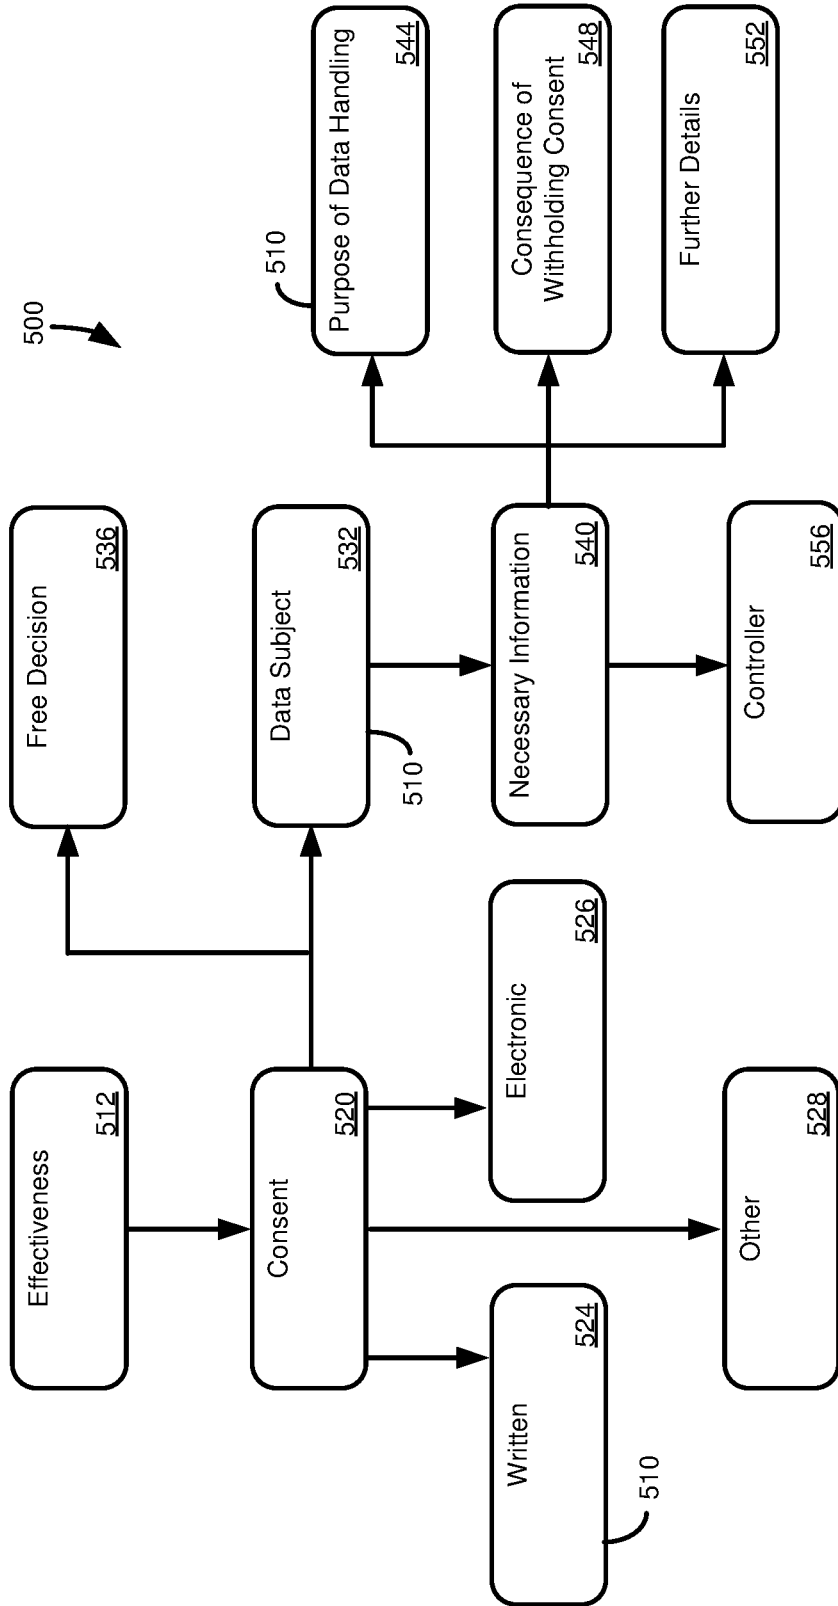 500
Effectiveness
512
Free Decision
536
510
Purpose of Data Handling
544
Consent
520
Data Subject
532
510
Consequence of
Withholding Consent
548
Written
524
510
Electronic
526
Necessary Information
540
Further Details
552
Other
528
Controller
556